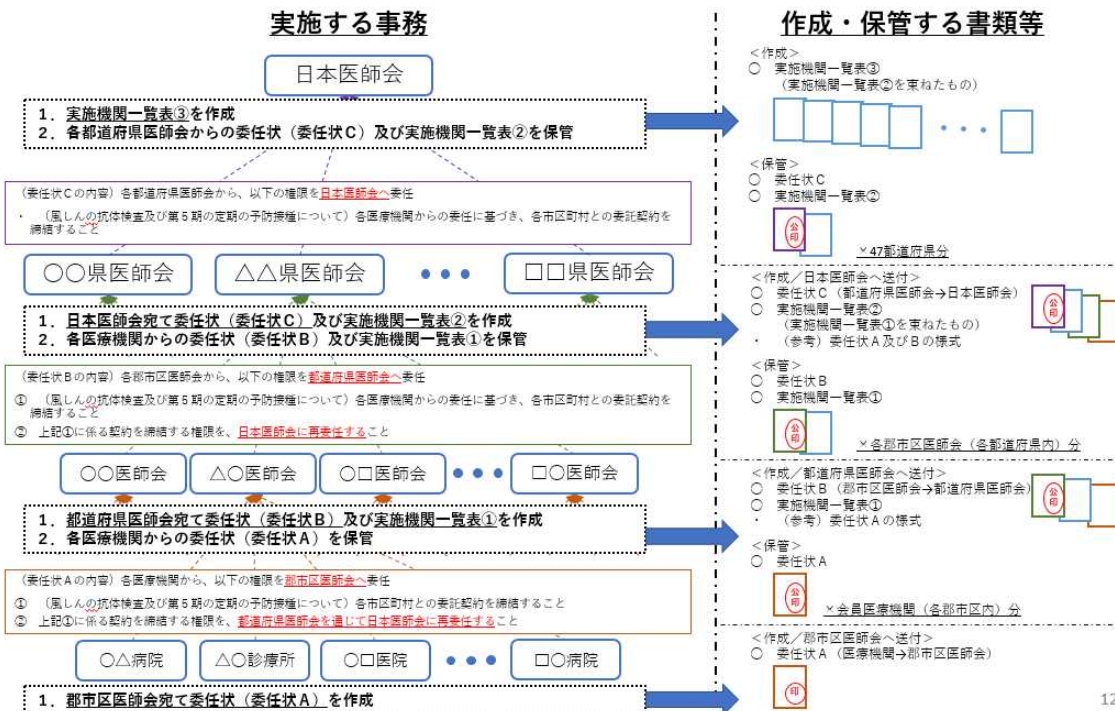 実施する事務
日本医師会
1．実施機関一覧表③を作成
2．各都道府県医師会からの委任状（委任状C）及び実施機関一覧表②を保管
（委任状Cの内容）各都道府県医師会から、以下の権限を日本医師会へ委任
・　（風しんの抗体検査及び第5期の定期の予防接種について）各医療機関からの委任に基づき、各市区町村との委託契約を
締結すること
○○県医師会
△△県医師会
● ● ●
□□県医師会
1．日本医師会宛て委任状（委任状C）及び実施機関一覧表②を作成
2．各医療機関からの委任状（委任状B）及び実施機関一覧表①を保管
（委任状Bの内容）各郡市区医師会から、以下の権限を都道府県医師会へ委任
①　（風しんの抗体検査及び第5期の定期の予防接種について）各医療機関からの委任に基づき、各市区町村との委託契約を
締結すること
②　上記①に係る契約を締結する権限を、日本医師会に再委任すること
○○医師会
△○医師会
○□医師会
● ● ●
□○医師会
1．都道府県医師会宛て委任状（委任状B）及び実施機関一覧表①を作成
2．各医療機関からの委任状（委任状A）を保管
（委任状Aの内容）各医療機関から、以下の権限を郡市区医師会へ委任
①　（風しんの抗体検査及び第5期の定期の予防接種について）各市区町村との委託契約を締結すること
②　上記①に係る契約を締結する権限を、都道府県医師会を通じて日本医師会に再委任すること
○△病院
△○診療所
○□医院
● ● ●
□○病院
1．郡市区医師会宛て委任状（委任状A）を作成
作成・保管する書類等
＜作成＞
○　実施機関一覧表③
（実施機関一覧表②を束ねたもの）
● ● ●
＜保管＞
○　委任状C
○　実施機関一覧表②
公印
×47都道府県分
＜作成／日本医師会へ送付＞
○　委任状C（都道府県医師会→日本医師会）
○　実施機関一覧表②
（実施機関一覧表①を束ねたもの）
・　（参考）委任状A及びBの様式
公印
＜保管＞
○　委任状B
○　実施機関一覧表①
公印
×各郡市区医師会（各都道府県内）分
＜作成／都道府県医師会へ送付＞
○　委任状B（郡市区医師会→都道府県医師会）
○　実施機関一覧表①
・　（参考）委任状Aの様式
公印
＜保管＞
○　委任状A
公印
×会員医療機関（各郡市区内）分
＜作成／郡市区医師会へ送付＞
○　委任状A（医療機関→郡市区医師会）
印
12